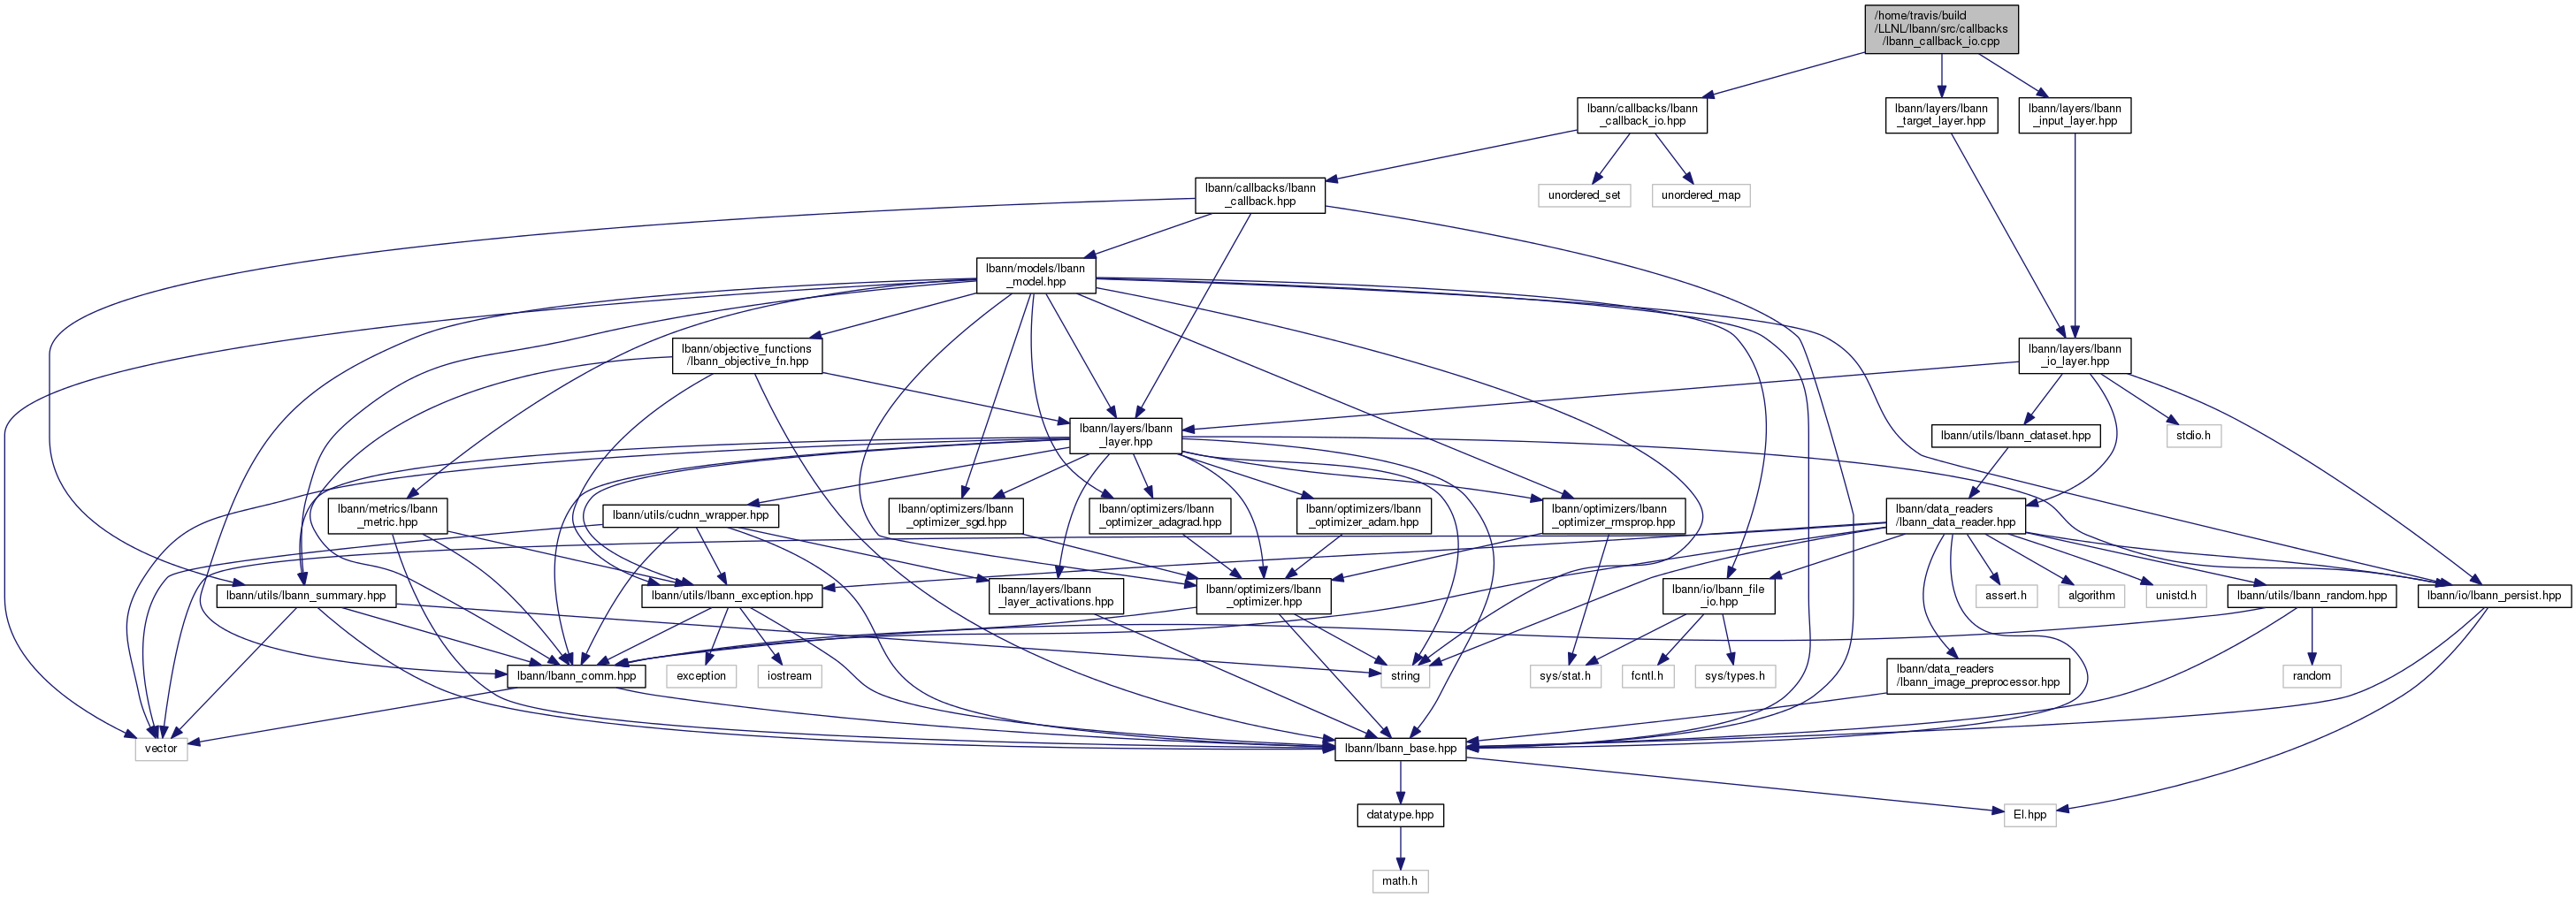 /home/travis/build
/LLNL/lbann/src/callbacks
/lbann_callback_io.cpp
lbann/callbacks/lbann
_callback_io.hpp
lbann/layers/lbann
_target_layer.hpp
lbann/layers/lbann
_input_layer.hpp
lbann/callbacks/lbann
_callback.hpp
unordered_set
unordered_map
lbann/models/lbann
_model.hpp
lbann/objective_functions
/lbann_objective_fn.hpp
lbann/layers/lbann
_io_layer.hpp
lbann/layers/lbann
_layer.hpp
lbann/utils/lbann_dataset.hpp
stdio.h
lbann/metrics/lbann
_metric.hpp
lbann/utils/cudnn_wrapper.hpp
lbann/optimizers/lbann
_optimizer_sgd.hpp
lbann/optimizers/lbann
_optimizer_adagrad.hpp
lbann/optimizers/lbann
_optimizer_adam.hpp
lbann/optimizers/lbann
_optimizer_rmsprop.hpp
lbann/data_readers
/lbann_data_reader.hpp
lbann/utils/lbann_summary.hpp
lbann/utils/lbann_exception.hpp
lbann/layers/lbann
_layer_activations.hpp
lbann/optimizers/lbann
_optimizer.hpp
lbann/io/lbann_file
_io.hpp
assert.h
algorithm
unistd.h
lbann/utils/lbann_random.hpp
lbann/io/lbann_persist.hpp
lbann/lbann_comm.hpp
exception
iostream
string
sys/stat.h
fcntl.h
sys/types.h
lbann/data_readers
/lbann_image_preprocessor.hpp
random
vector
lbann/lbann_base.hpp
datatype.hpp
El.hpp
math.h